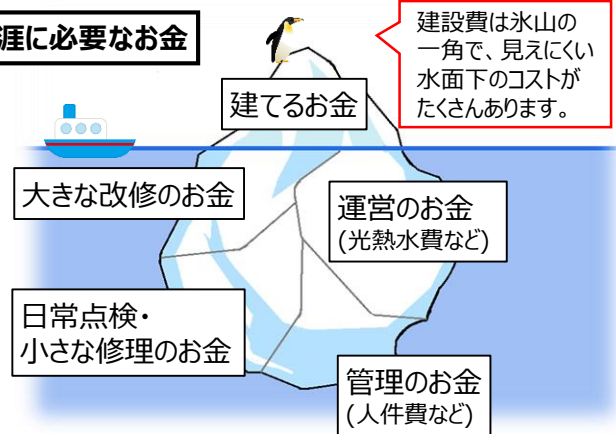 涯に必要なお金
建設費は氷山の
一角で、見えにくい
水面下のコストが
たくさんあります。
建てるお金
大きな改修のお金
運営のお金
(光熱水費など)
日常点検・
小さな修理のお金
管理のお金
(人件費など)